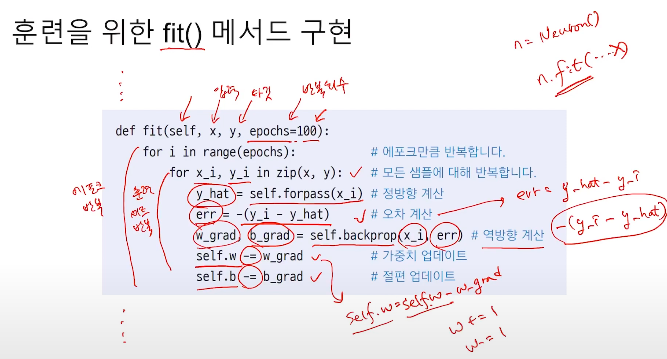 훈련을 위한 fit() 메서드 구현
n = Neuron()
n.fit(...x)
입력 타깃 반복횟수
def fit(self, x, y, epochs=100):
for i in range(epochs): # 에포크만큼 반복합니다.
for x_i, y_i in zip(x, y): # 모든 샘플에 대해 반복합니다.
y_hat = self.forpass(x_i) # 정방향 계산
err = -(y_i - y_hat) # 오차 계산
w_grad, b_grad = self.backprop(x_i, err) # 역방향 계산
self.w -= w_grad # 가중치 업데이트
self.b -= b_grad # 절편 업데이트
에포크
반복
반복
err = y_hat - y_i
-(y_i - y_hat)
self.w = self.w - w_grad
w += 1
w -= 1